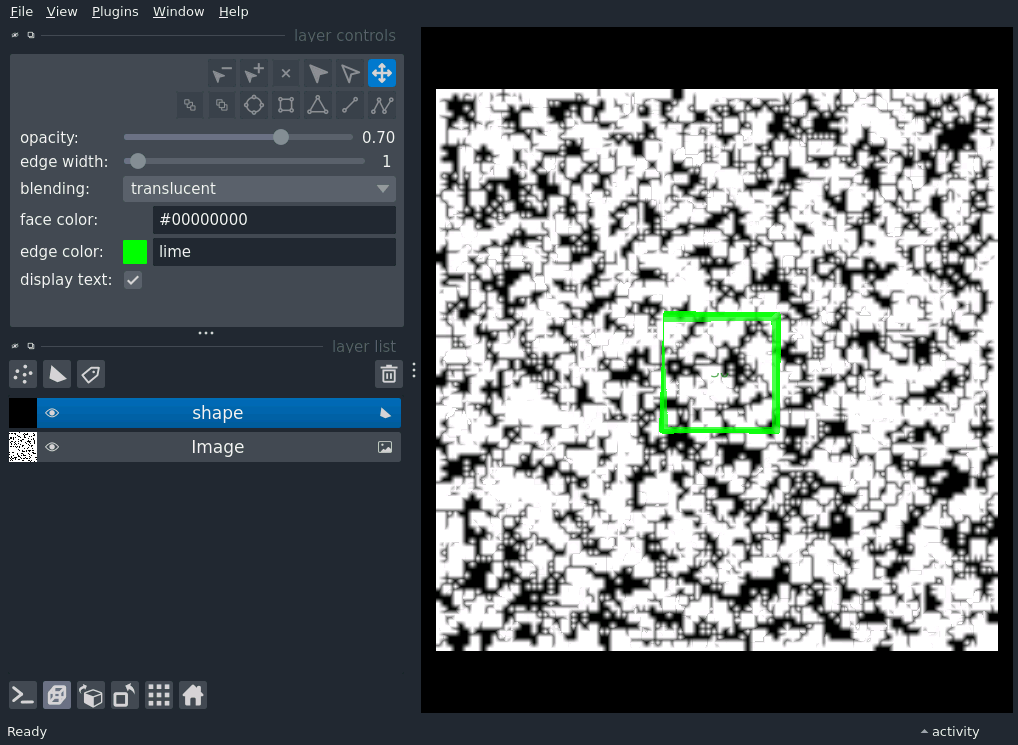 File View Plugins Window Help
layer controls
opacity: 0.70
edge width: 1
blending: translucent
face color: #00000000
edge color: lime
display text:
layer list
shape
Image
Ready
activity